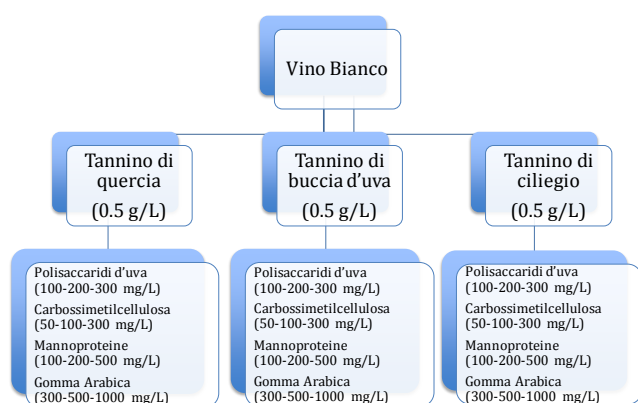 Vino Bianco
Tannino di
quercia
(0.5 g/L)
Tannino di
buccia d'uva
(0.5 g/L)
Tannino di
ciliegio
(0.5 g/L)
Polisaccaridi d'uva
(100-200-300 mg/L)
Carbossimetilcellulosa
(50-100-300 mg/L)
Mannoproteine
(100-200-500 mg/L)
Gomma Arabica
(300-500-1000 mg/L)
Polisaccaridi d'uva
(100-200-300 mg/L)
Carbossimetilcellulosa
(50-100-300 mg/L)
Mannoproteine
(100-200-500 mg/L)
Gomma Arabica
(300-500-1000 mg/L)
Polisaccaridi d'uva
(100-200-300 mg/L)
Carbossimetilcellulosa
(50-100-300 mg/L)
Mannoproteine
(100-200-500 mg/L)
Gomma Arabica
(300-500-1000 mg/L)